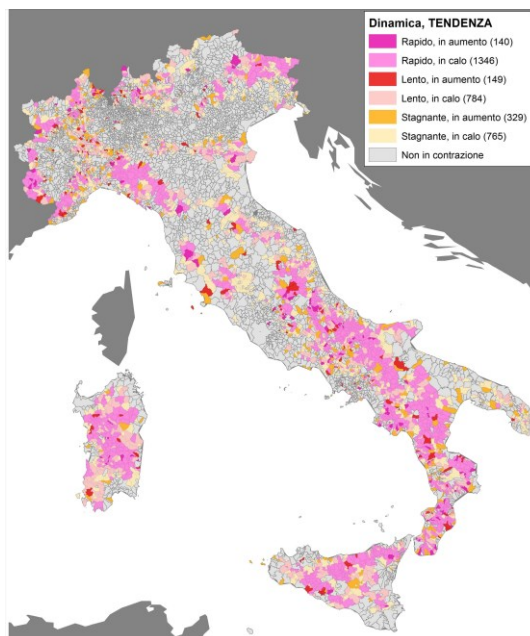 Dinamica, TENDENZA
Rapido, in aumento (140)
Rapido, in calo (1346)
Lento, in aumento (149)
Lento, in calo (784)
Stagnante, in aumento (329)
Stagnante, in calo (765)
Non in contrazione